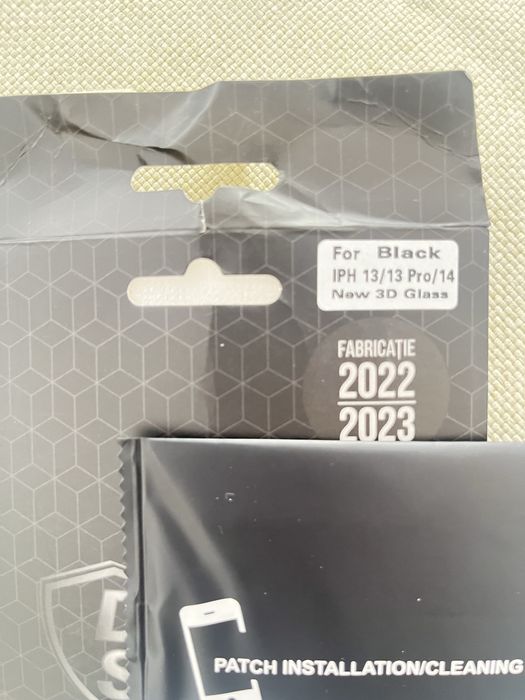 For Black
IPH 13/13 Pro/14
New 3D Glass
FABRICAȚIE
2022
2023
PATCH INSTALLATION/CLEANING